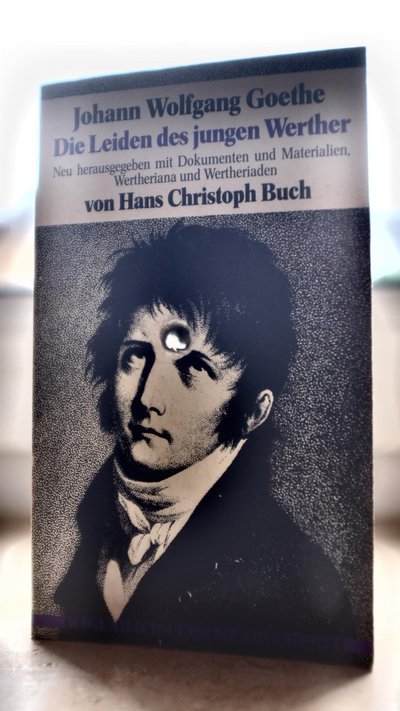 Johann Wolfgang Goethe
Die Leiden des jungen Werther
Neu herausgegeben mit Dokumenten und Materialien,
Wertheriana und Wertheriaden
von Hans Christoph Buch